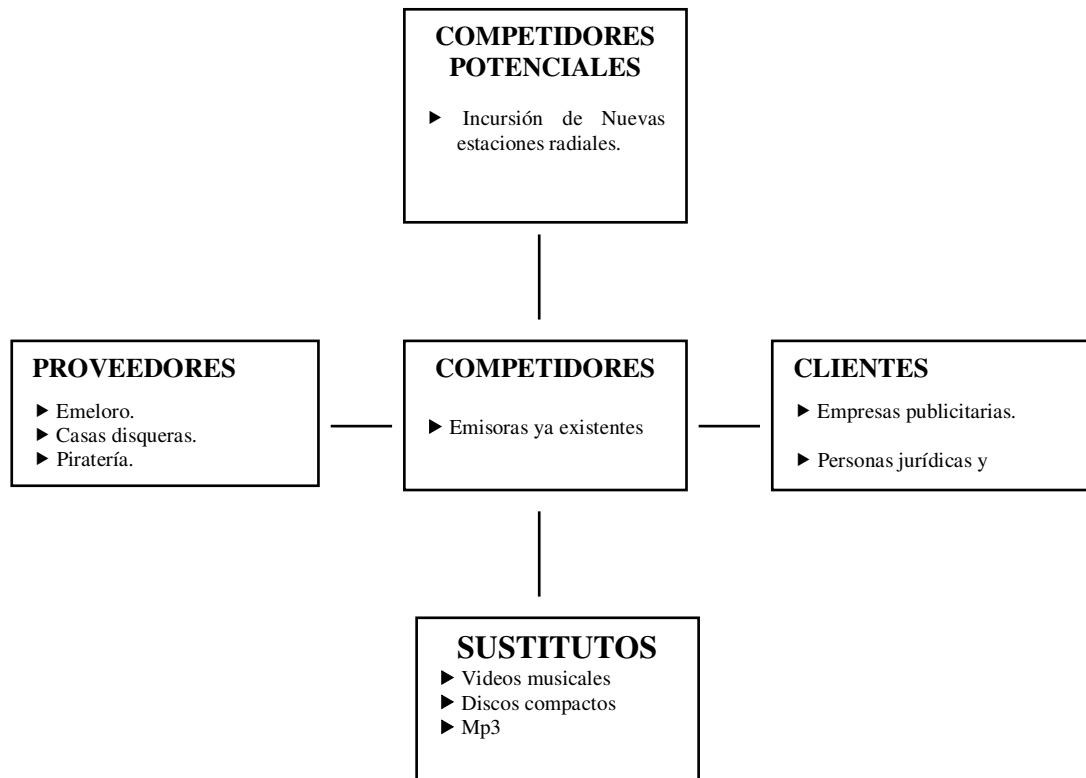 COMPETIDORES
POTENCIALES
▶ Incursión de Nuevas
estaciones radiales.
PROVEEDORES
▶ Emeloro.
▶ Casas disqueras.
▶ Piratería.
COMPETIDORES
▶ Emisoras ya existentes
CLIENTES
▶ Empresas publicitarias.
▶ Personas jurídicas y
SUSTITUTOS
▶ Videos musicales
▶ Discos compactos
▶ Mp3